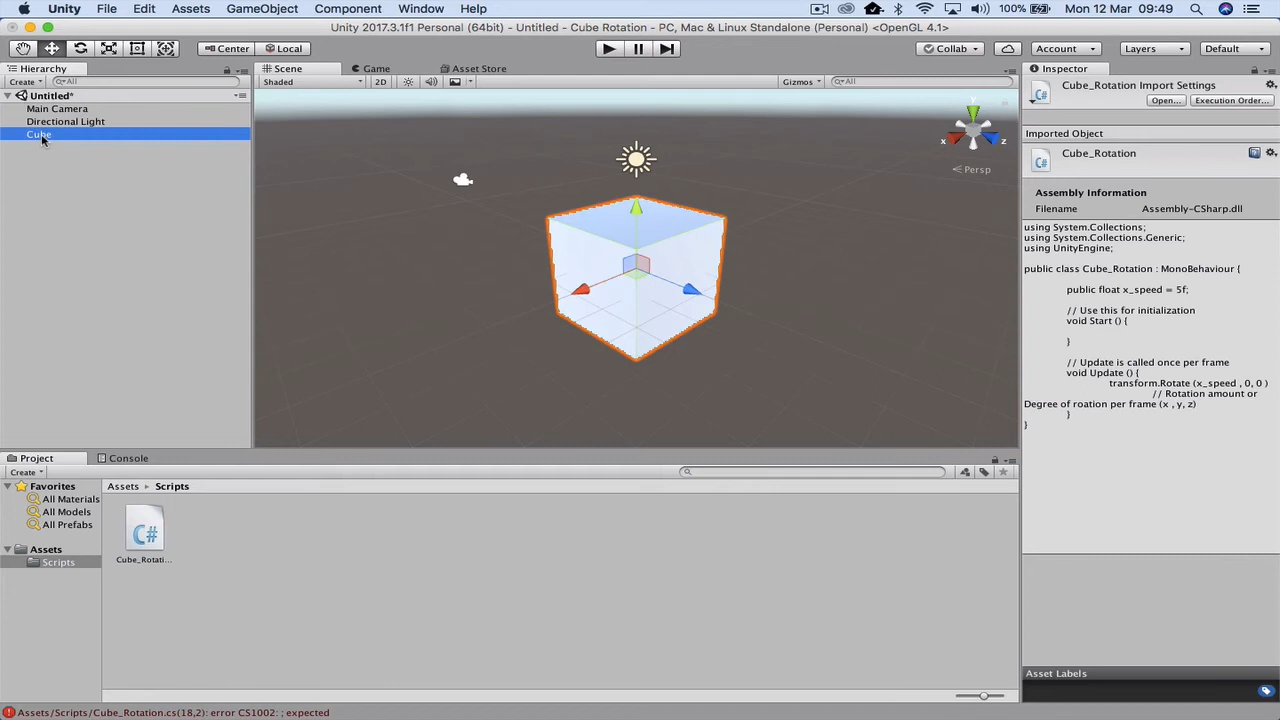 Unity File Edit Assets GameObject Component Window Help 100% Mon 12 Mar 09:49
Unity 2017.3.1f1 Personal (64bit) - Untitled - Cube Rotation - PC, Mac & Linux Standalone (Personal) <OpenGL 4.1>
Center Local Collab Account Layers Default
Hierarchy Scene Game Asset Store Inspector
Create All Shaded 2D Gizmos All
Cube_Rotation Import Settings
Open... Execution Order...
Untitled*
Main Camera
Directional Light
Cube
y
x z
Persp
Imported Object
Cube_Rotation
Assembly Information
Filename Assembly-CSharp.dll
using System.Collections;
using System.Collections.Generic;
using UnityEngine;
public class Cube_Rotation : MonoBehaviour {
public float x_speed = 5f;
// Use this for initialization
void Start () {
}
// Update is called once per frame
void Update () {
transform.Rotate (x_speed , 0, 0 )
// Rotation amount or
Degree of roation per frame (x , y, z)
}
}
Project Console
Create
Favorites
All Materials
All Models
All Prefabs
Assets
Scripts
Assets Scripts
C#
Cube_Rotati...
Asset Labels
Assets/Scripts/Cube_Rotation.cs(18,2): error CS1002: ; expected